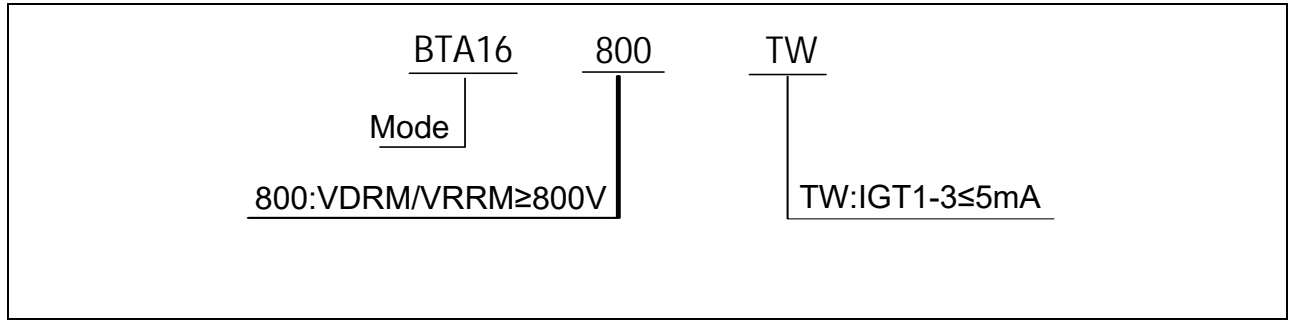 BTA16 800 TW
Mode
800:VDRM/VRRM≥800V TW:IGT1-3≤5mA